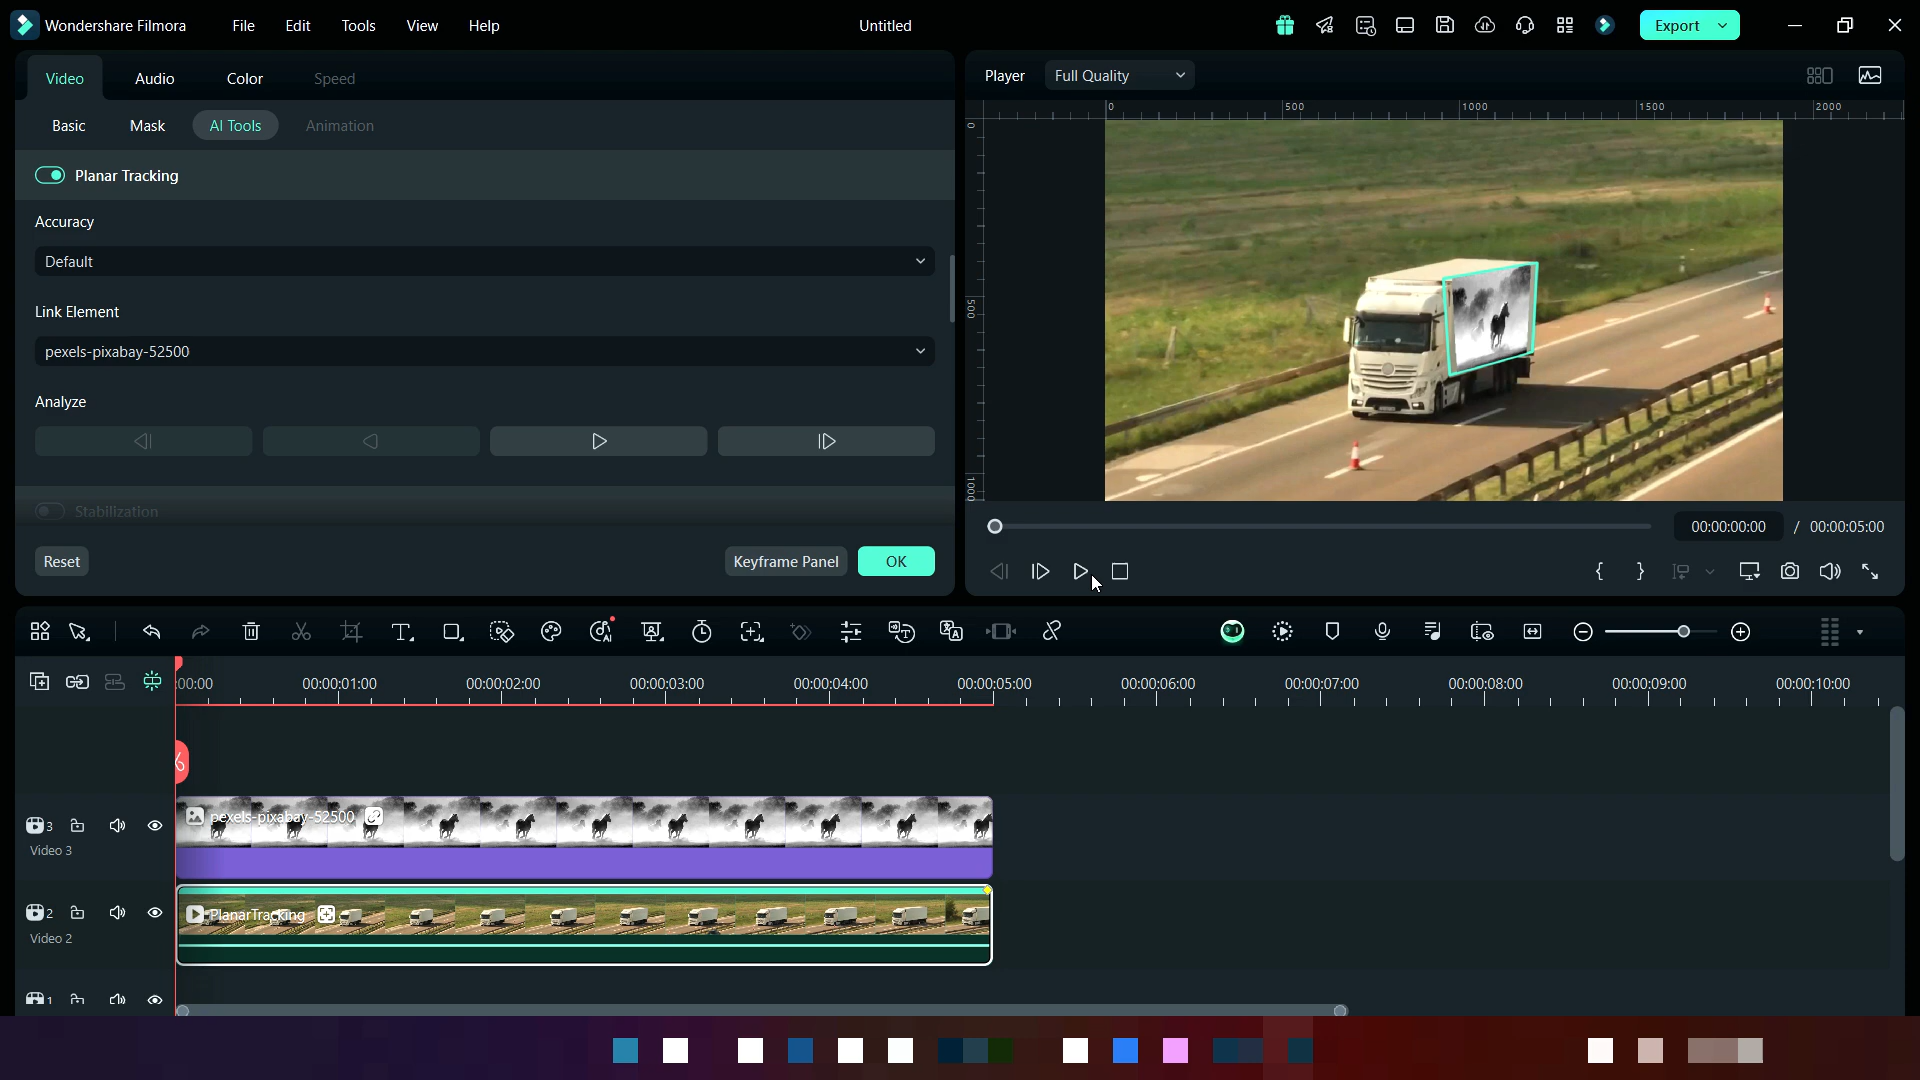 Wondershare Filmora File Edit Tools View Help Untitled Export
Video Audio Color Speed
Player Full Quality
Basic Mask AI Tools Animation
0 500 1000 1500 2000
0
500
1000
Planar Tracking
Accuracy
Default
Link Element
pexels-pixabay-52500
Analyze
Stabilization
Reset Keyframe Panel OK
00:00:00:00 / 00:00:05:00
:00:00 00:00:01:00 00:00:02:00 00:00:03:00 00:00:04:00 00:00:05:00 00:00:06:00 00:00:07:00 00:00:08:00 00:00:09:00 00:00:10:00
3 pexels-pixabay-52500
Video 3
2 PlanarTracking
Video 2
1